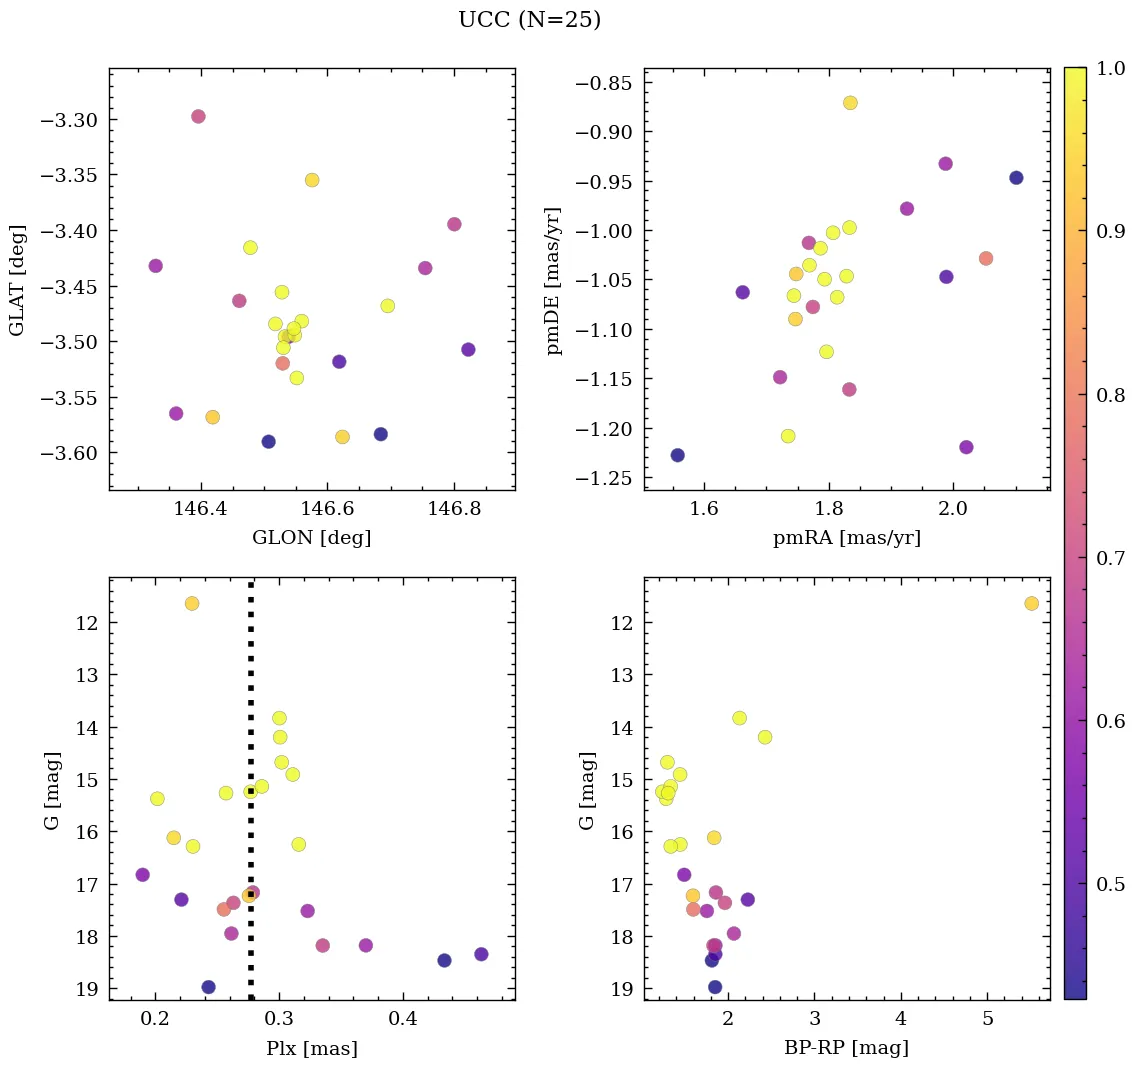 UCC (N=25)
−3.30
−3.35
−3.40
−3.45
−3.50
−3.55
−3.60
GLAT [deg]
146.4 146.6 146.8
GLON [deg]
−0.85
−0.90
−0.95
−1.00
−1.05
−1.10
−1.15
−1.20
−1.25
pmDE [mas/yr]
1.6 1.8 2.0
pmRA [mas/yr]
12
13
14
15
16
17
18
19
G [mag]
0.2 0.3 0.4
Plx [mas]
12
13
14
15
16
17
18
19
G [mag]
2 3 4 5
BP-RP [mag]
1.0
0.9
0.8
0.7
0.6
0.5